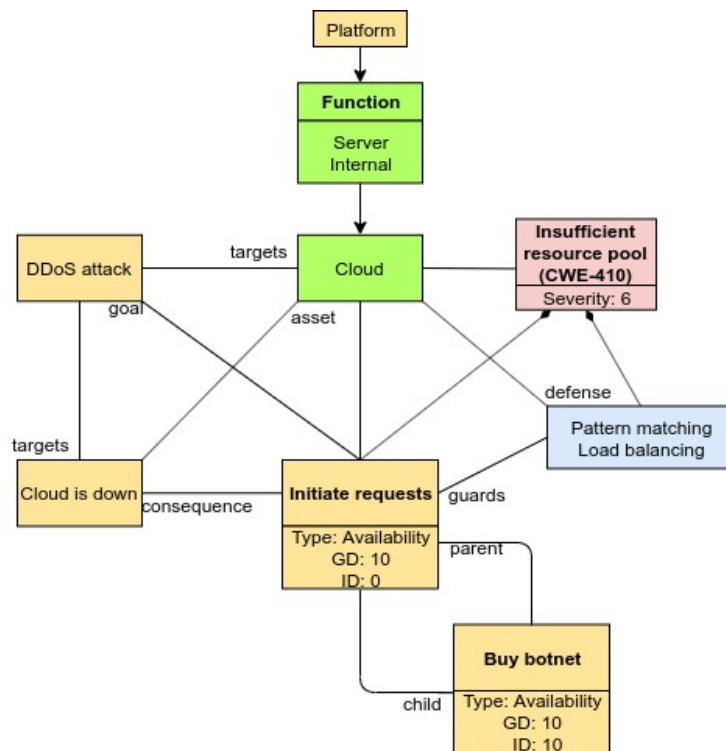 Platform
Function
Server
Internal
targets
DDoS attack
Cloud
Insufficient
resource pool
(CWE-410)
Severity: 6
goal
asset
defense
Pattern matching
Load balancing
targets
Cloud is down
consequence
Initiate requests
guards
Type: Availability
GD: 10
ID: 0
parent
Buy botnet
child
Type: Availability
GD: 10
ID: 10